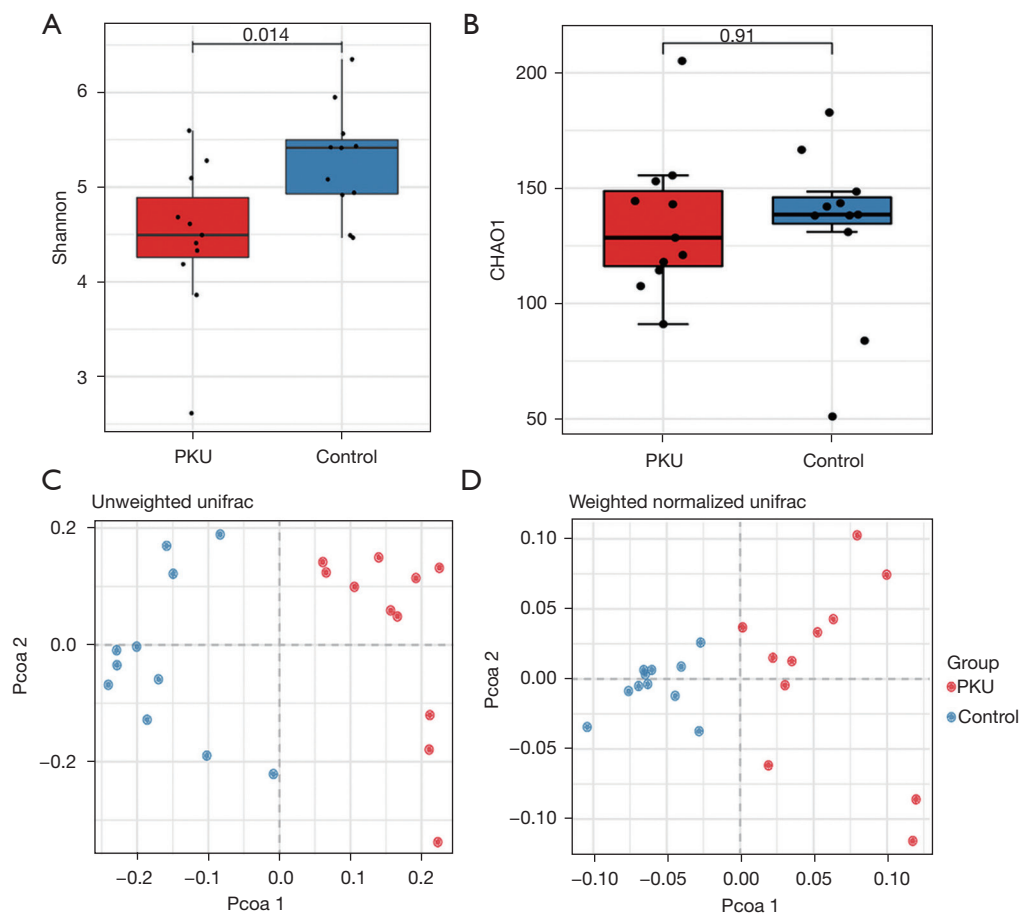 A
0.014
6
5
4
3
Shannon
PKU Control
B
0.91
200
150
100
50
CHAO1
PKU Control
C
Unweighted unifrac
0.2
0.0
−0.2
Pcoa 2
−0.2 −0.1 0.0 0.1 0.2
Pcoa 1
D
Weighted normalized unifrac
0.10
0.05
0.00
−0.05
−0.10
Pcoa 2
−0.10 −0.05 0.00 0.05 0.10
Pcoa 1
Group
PKU
Control